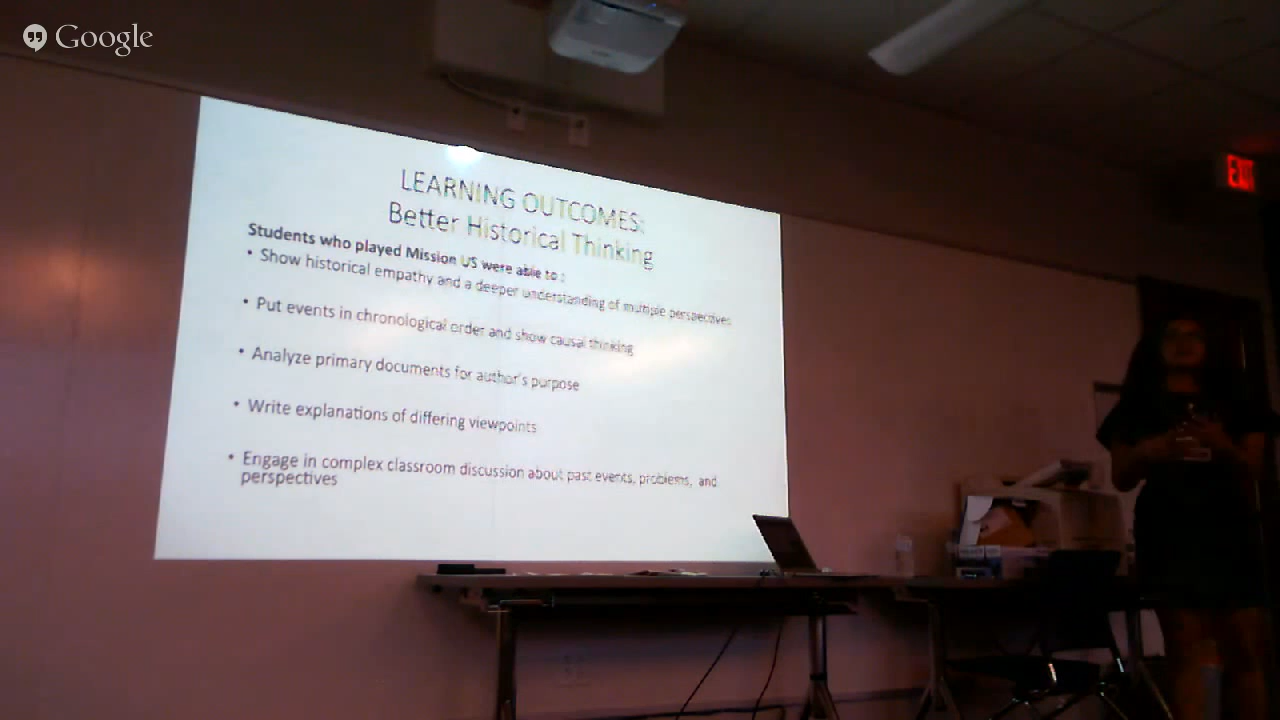 Google
EXIT
LEARNING OUTCOMES:
Better Historical Thinking
Students who played Mission US were able to :
• Show historical empathy and a deeper understanding of multiple perspectives
• Put events in chronological order and show causal thinking
• Analyze primary documents for author's purpose
• Write explanations of differing viewpoints
• Engage in complex classroom discussion about past events, problems, and
perspectives